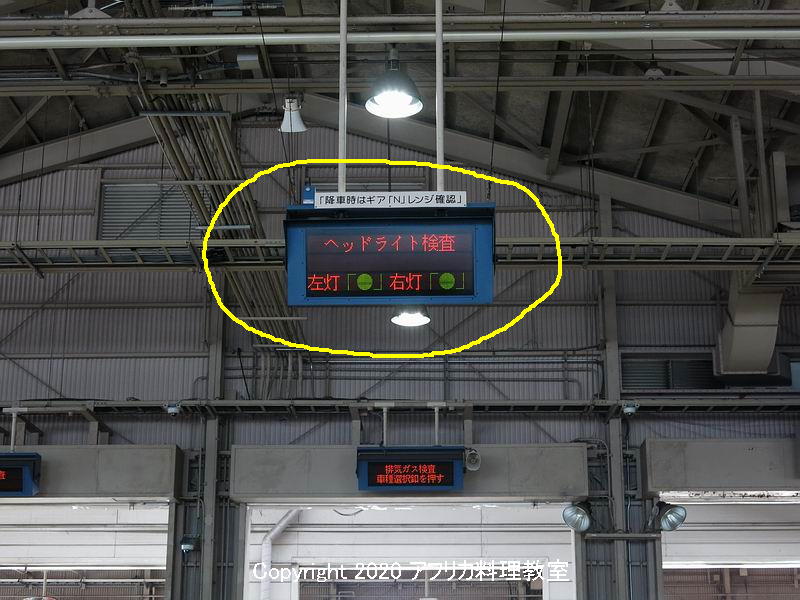 「降車時はギア「N」レンジ確認」
ヘッドライト検査
左灯「●」右灯「●」
排気ガス検査
車種選択釦を押す
査
Copyright 2020 アフリカ料理教室